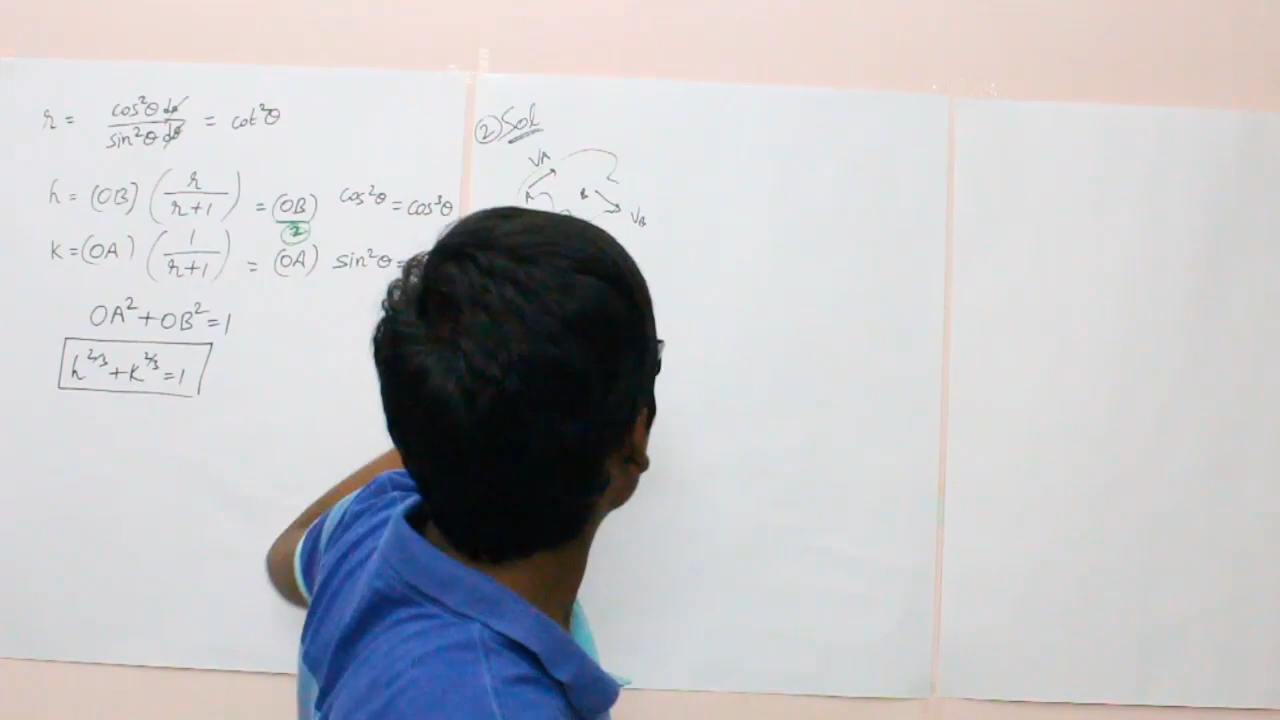 r = cos²θ dθ / sin²θ dθ = cot²θ
h = (OB) (r / r+1) = (OB) cos²θ = cos³θ
2
k = (OA) (1 / r+1) = (OA) sin²θ =
OA² + OB² = 1
h^2/3 + k^2/3 = 1
② Sol
VA
A B
VB